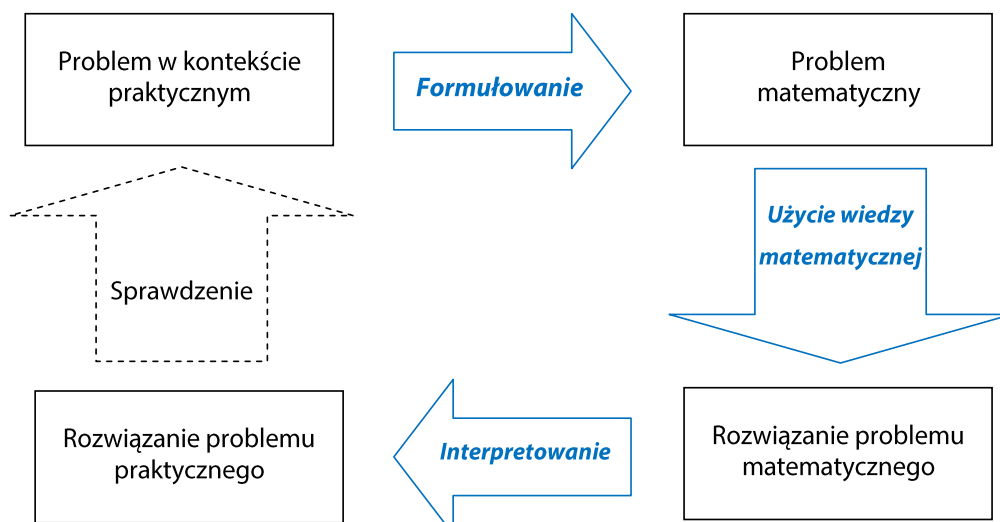 Problem w kontekście
praktycznym
Formułowanie
Problem
matematyczny
Użycie wiedzy
matematycznej
Sprawdzenie
Rozwiązanie problemu
praktycznego
Interpretowanie
Rozwiązanie problemu
matematycznego